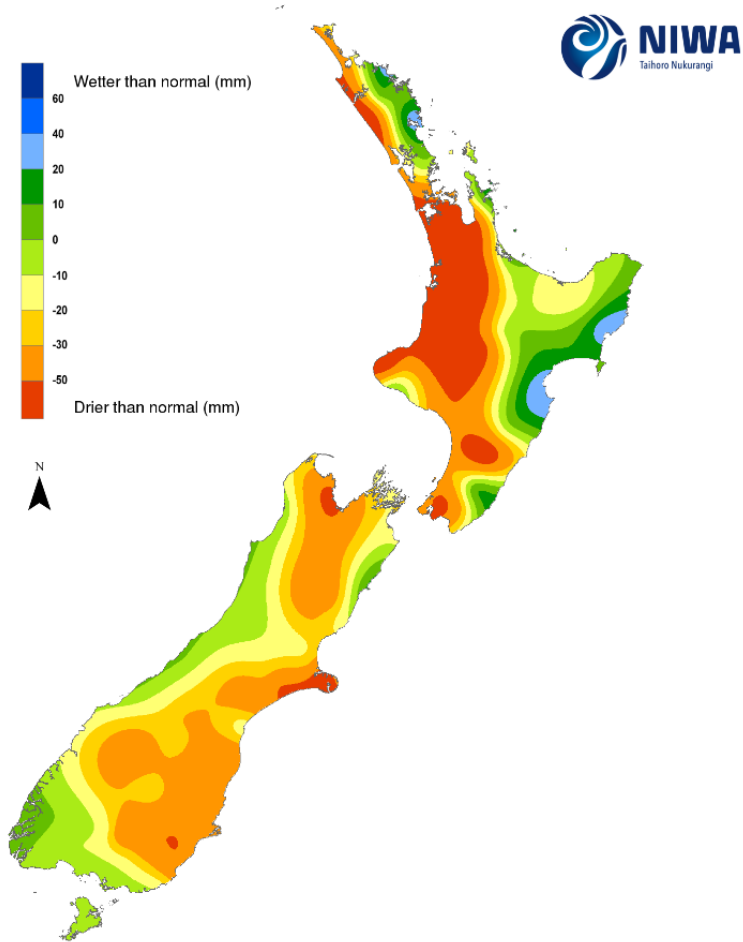 NIWA
Taihoro Nukurangi
Wetter than normal (mm)
60
40
20
10
0
-10
-20
-30
-50
Drier than normal (mm)
N